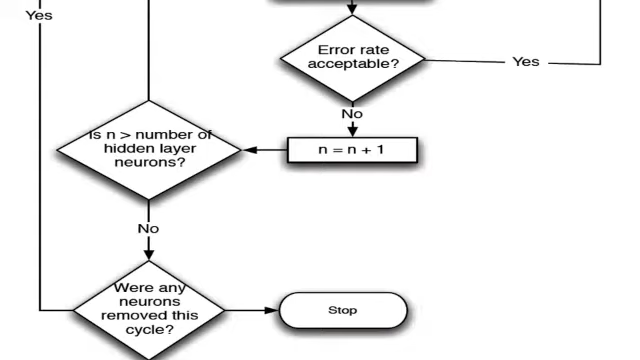 Yes
Error rate
acceptable?
Yes
No
Is n > number of
hidden layer
neurons?
n = n + 1
No
Were any
neurons
removed this
cycle?
Stop